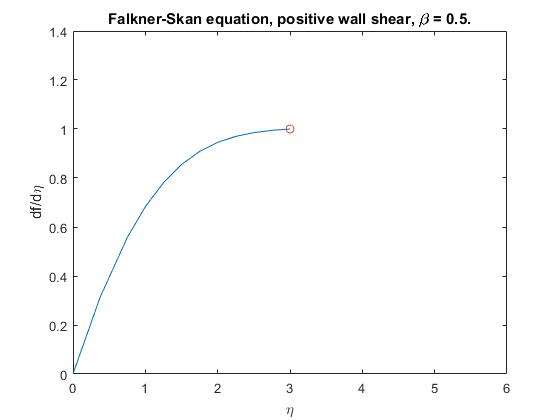 Falkner-Skan equation, positive wall shear, β = 0.5.
1.4
1.2
1
0.8
0.6
0.4
0.2
0
df/dη
0 1 2 3 4 5 6
η